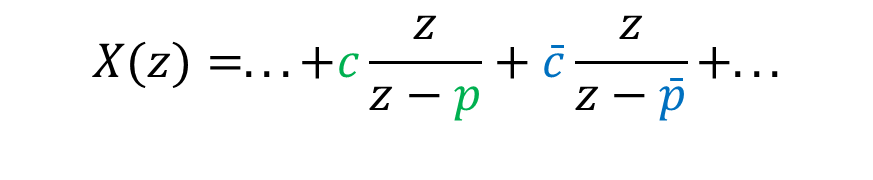 X(z) =...+c z/(z − p) + c̄ z/(z − p̄) +...